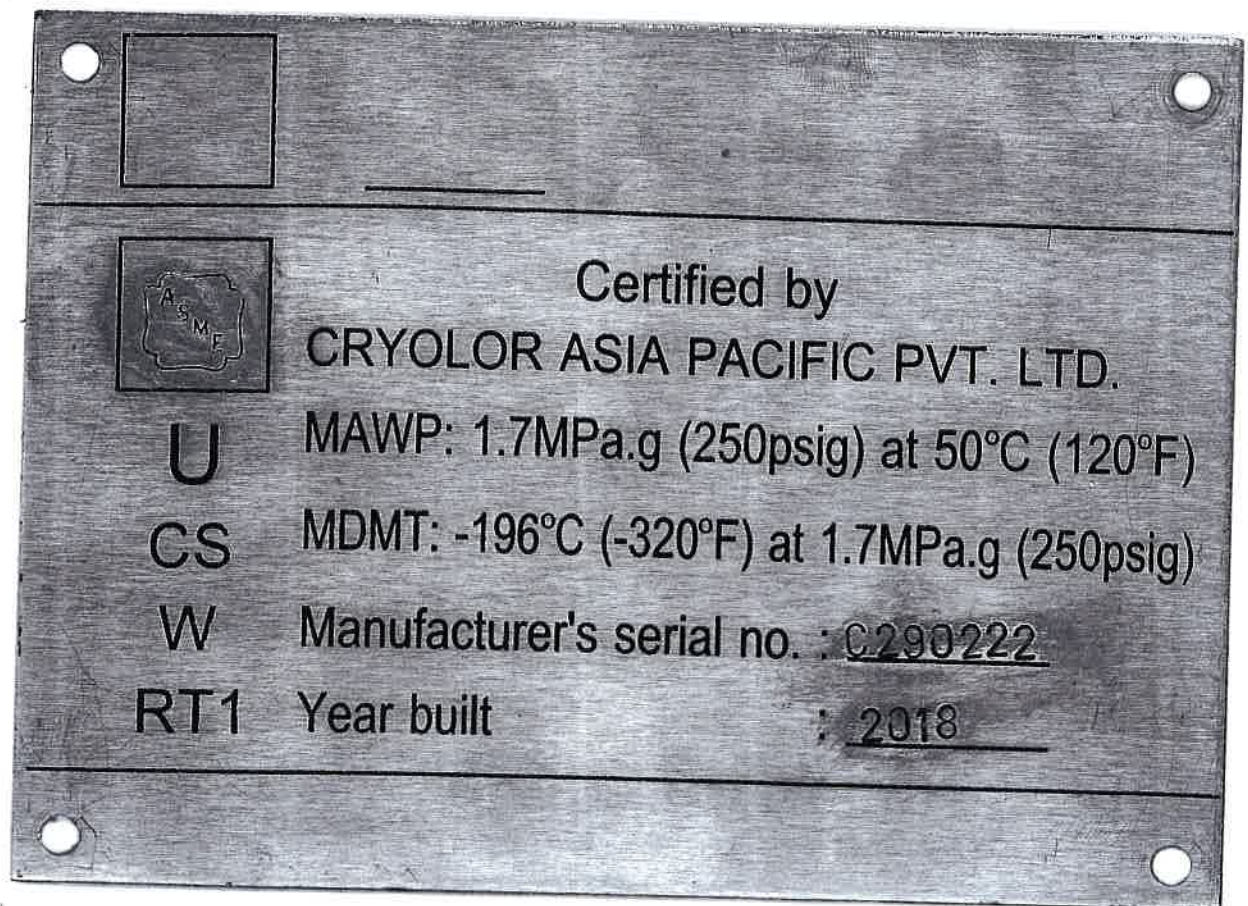 ASME
Certified by
CRYOLOR ASIA PACIFIC PVT. LTD.
U
MAWP: 1.7MPa.g (250psig) at 50°C (120°F)
CS
MDMT: -196°C (-320°F) at 1.7MPa.g (250psig)
W
Manufacturer's serial no. : C290222
RT1
Year built : 2018